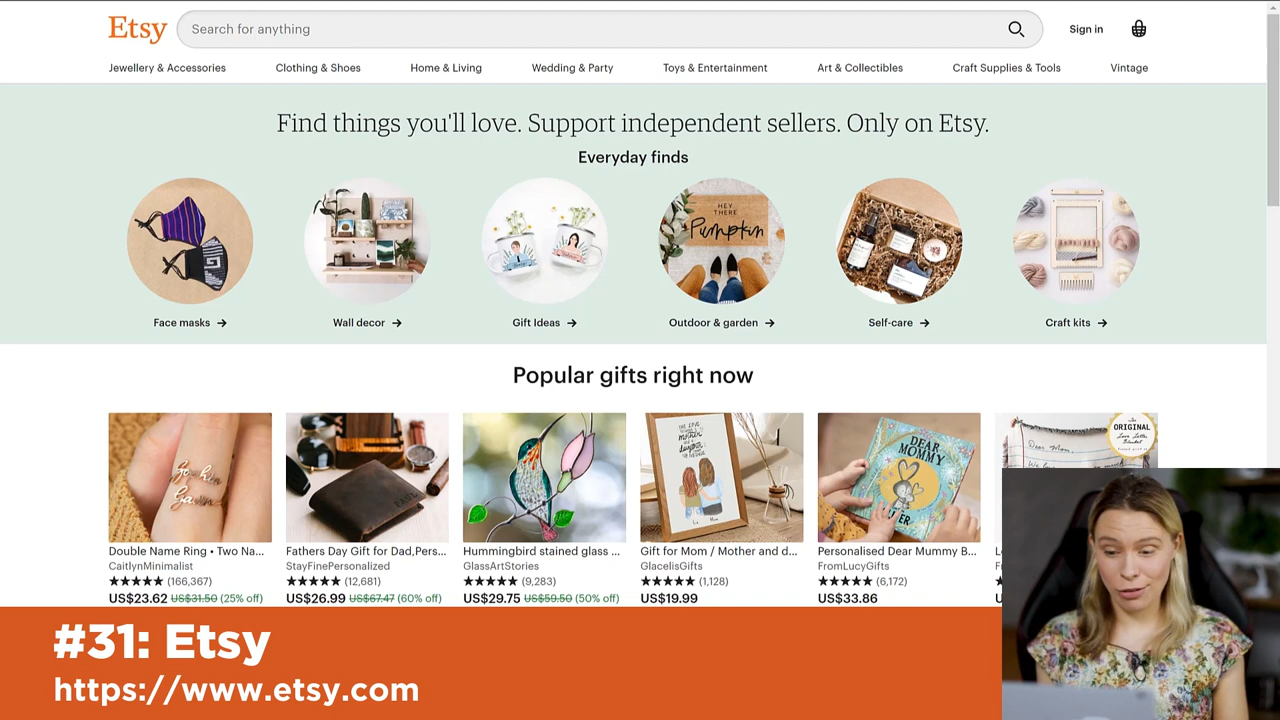 Etsy
Search for anything
Sign in
Jewellery & Accessories
Clothing & Shoes
Home & Living
Wedding & Party
Toys & Entertainment
Art & Collectibles
Craft Supplies & Tools
Vintage
Find things you'll love. Support independent sellers. Only on Etsy.
Everyday finds
HEY
THERE
Pumpkin
Face masks →
Wall decor →
Gift Ideas →
Outdoor & garden →
Self-care →
Craft kits →
Popular gifts right now
DEAR
MOMMY
ORIGINAL
Love Letter
Blanket
Dear Mom,
Double Name Ring • Two Na...
CaitlynMinimalist
★★★★★ (166,367)
US$23.62 US$31.50 (25% off)
Fathers Day Gift for Dad,Pers...
StayFinePersonalized
★★★★★ (12,681)
US$26.99 US$67.47 (60% off)
Hummingbird stained glass ...
GlassArtStories
★★★★★ (9,283)
US$29.75 US$59.50 (50% off)
Gift for Mom / Mother and d...
GlacelisGifts
★★★★★ (1,128)
US$19.99
Personalised Dear Mummy B...
FromLucyGifts
★★★★★ (6,172)
US$33.86
#31: Etsy
https://www.etsy.com